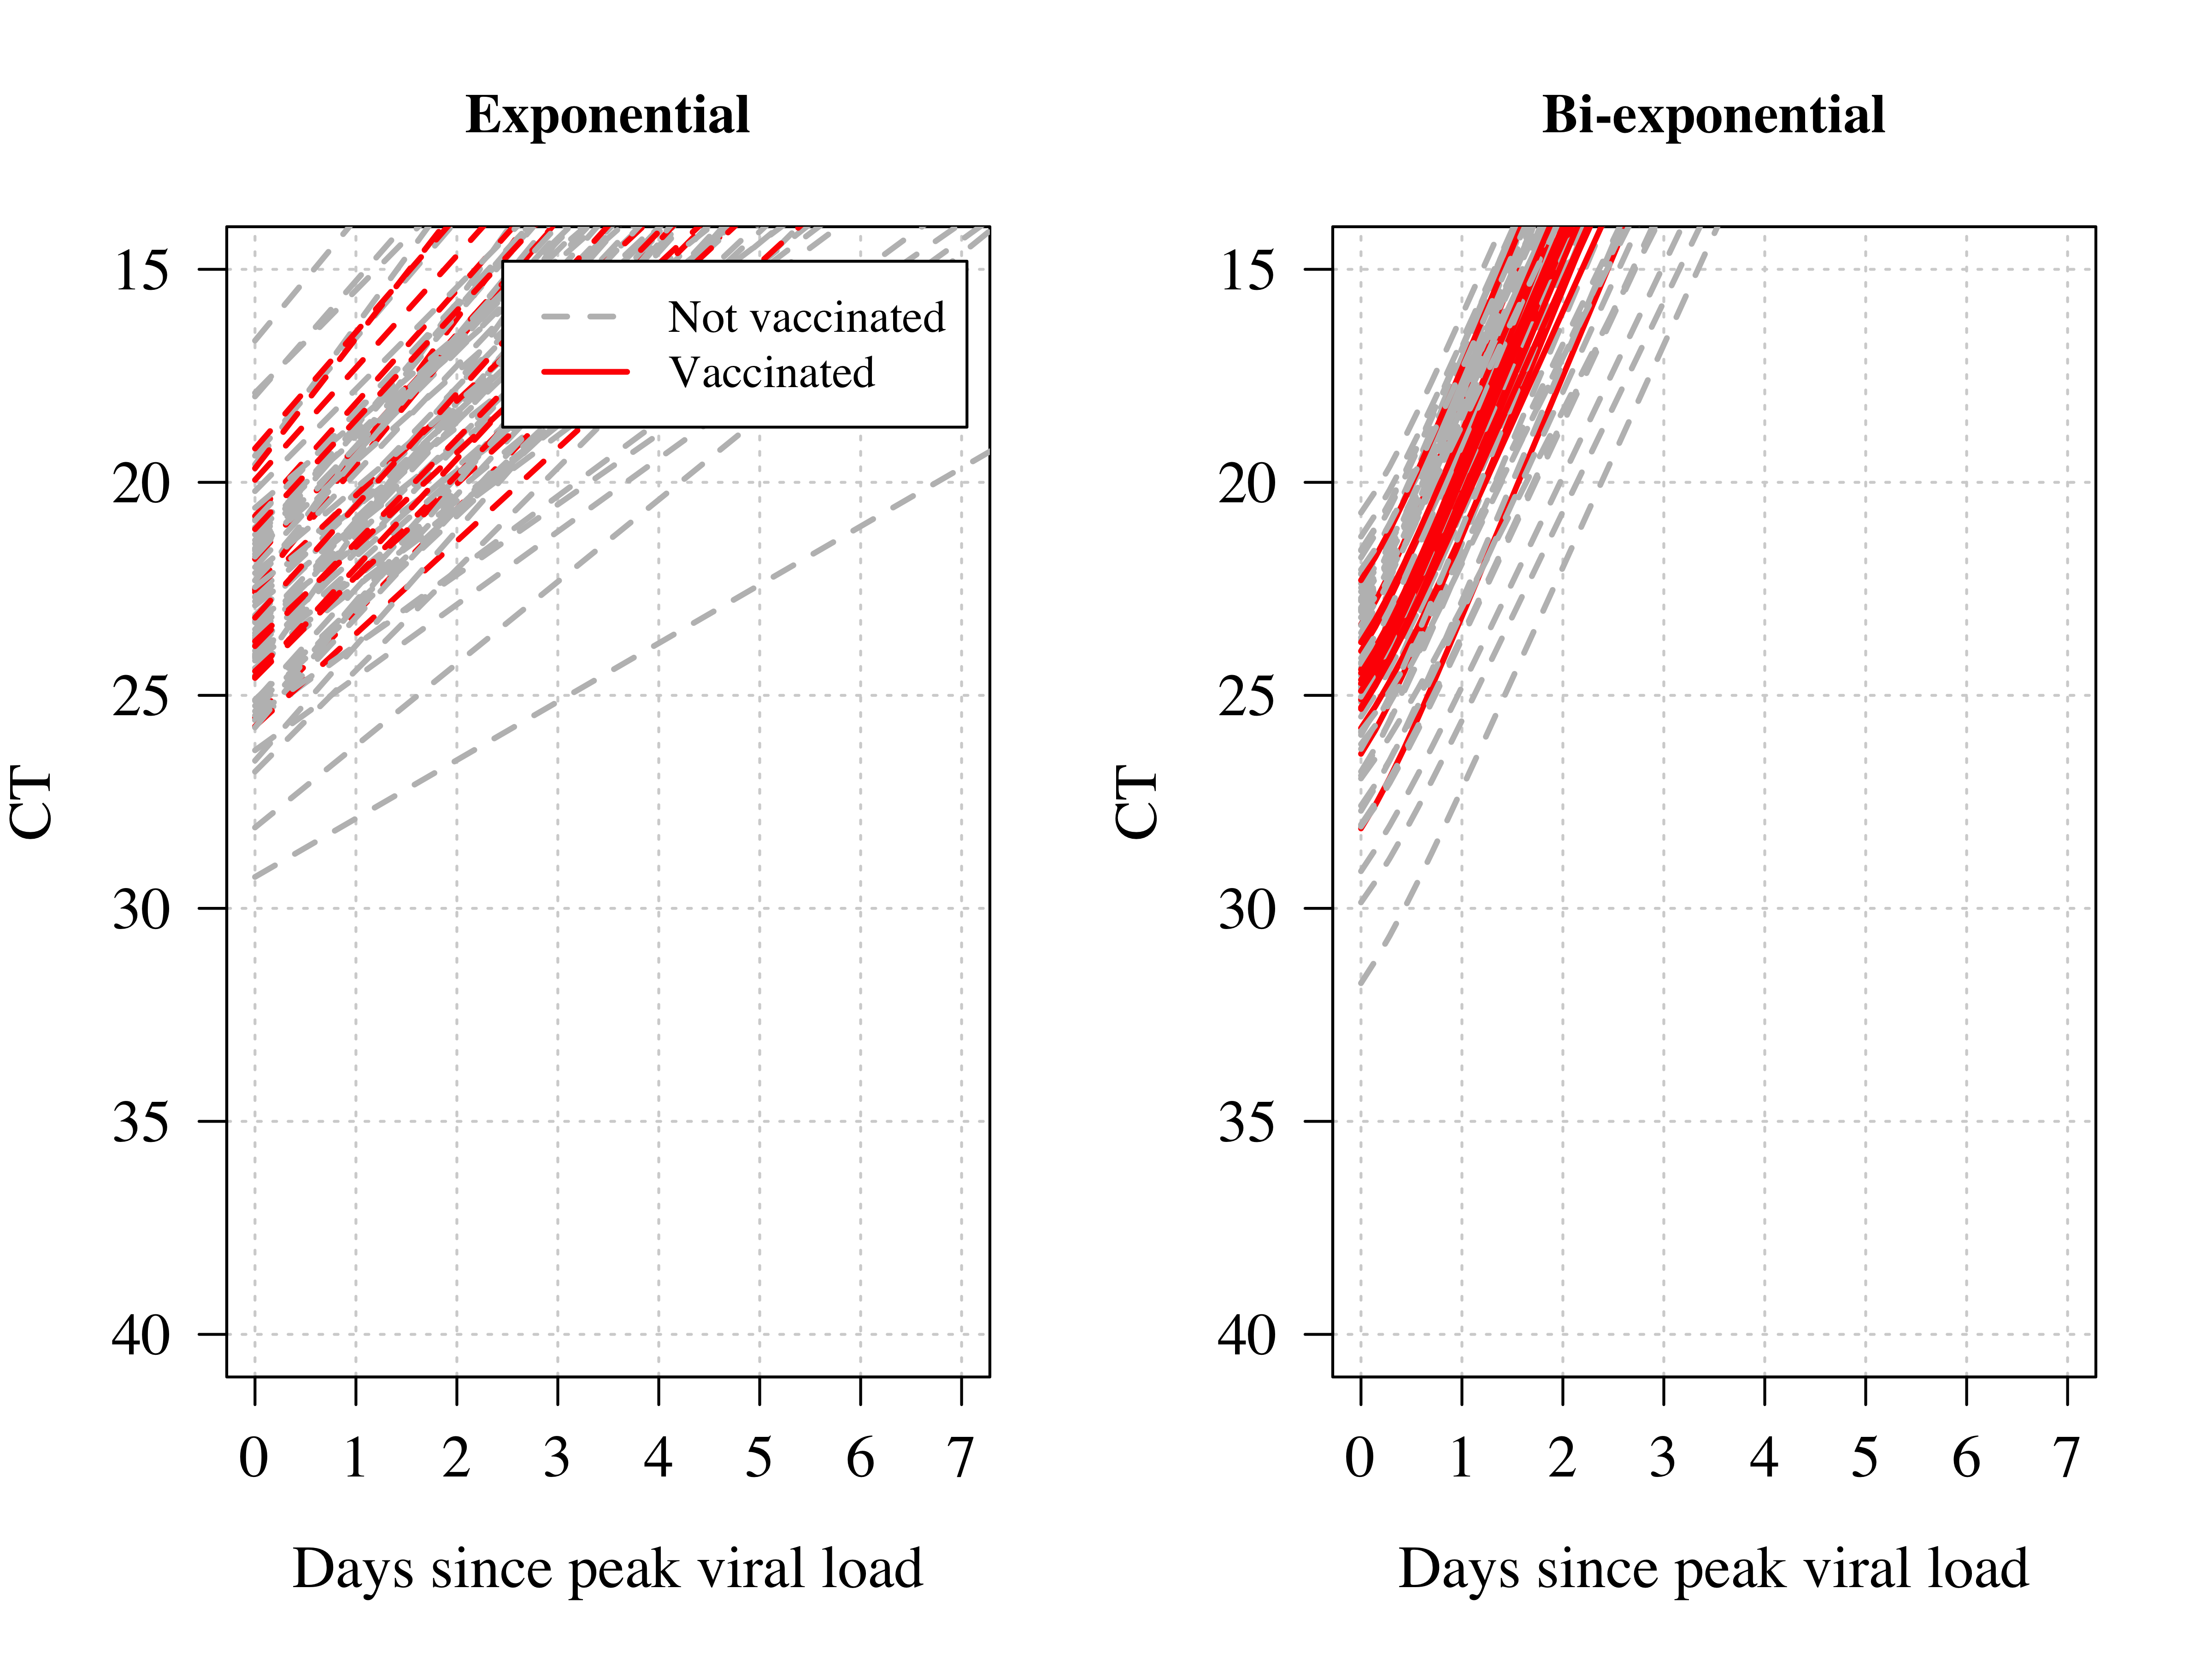 Exponential
15
20
25
30
35
40
CT
Not vaccinated
Vaccinated
0 1 2 3 4 5 6 7
Days since peak viral load
Bi-exponential
15
20
25
30
35
40
CT
0 1 2 3 4 5 6 7
Days since peak viral load